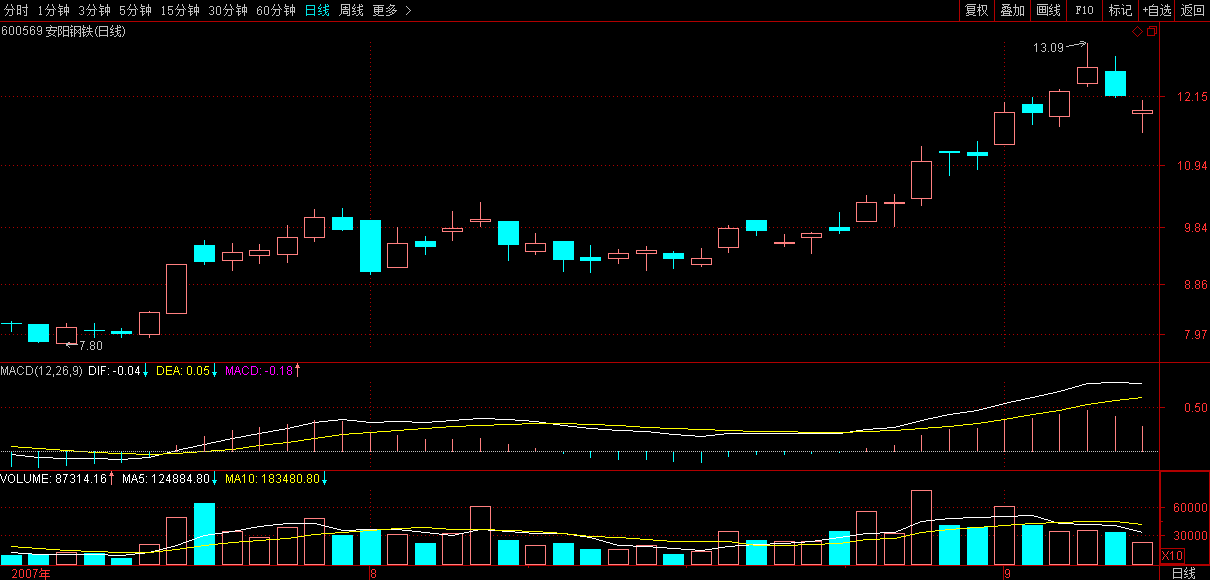 分时 1分钟 3分钟 5分钟 15分钟 30分钟 60分钟 日线 周线 更多 > 复权 叠加 画线 F10 标记 +自选 返回
600569 安阳钢铁(日线)
13.09
12.15
10.94
9.84
8.86
7.97
7.80
MACD(12,26,9) DIF: -0.04↓ DEA: 0.05↓ MACD: -0.18↑
0.50
VOLUME: 87314.16↑ MA5: 124884.80↓ MA10: 183480.80↓
60000
30000
X10
2007年 8 9 日线